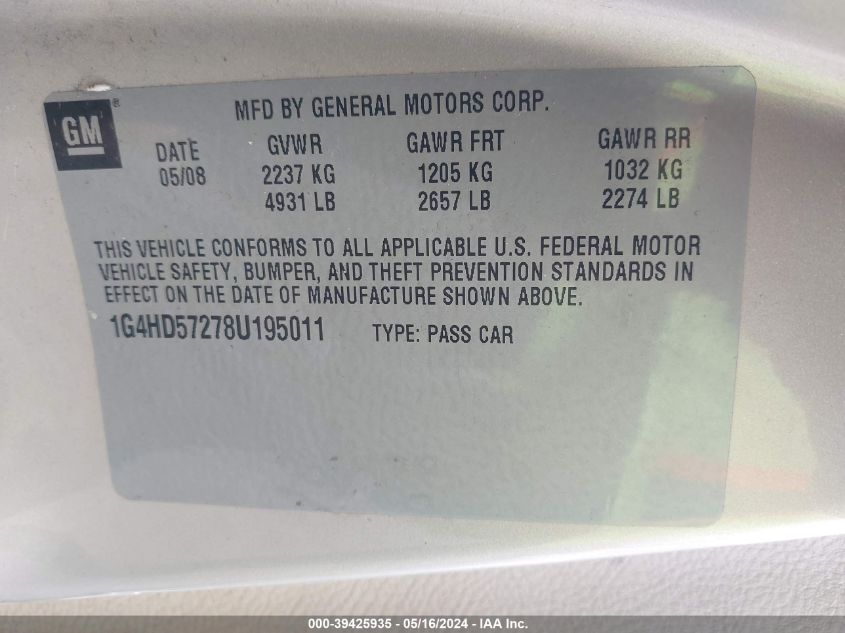 MFD BY GENERAL MOTORS CORP.
GM®
DATE GVWR GAWR FRT GAWR RR
05/08 2237 KG 1205 KG 1032 KG
4931 LB 2657 LB 2274 LB
THIS VEHICLE CONFORMS TO ALL APPLICABLE U.S. FEDERAL MOTOR
VEHICLE SAFETY, BUMPER, AND THEFT PREVENTION STANDARDS IN
EFFECT ON THE DATE OF MANUFACTURE SHOWN ABOVE.
1G4HD57278U195011 TYPE: PASS CAR
000-39425935 - 05/16/2024 - IAA Inc.